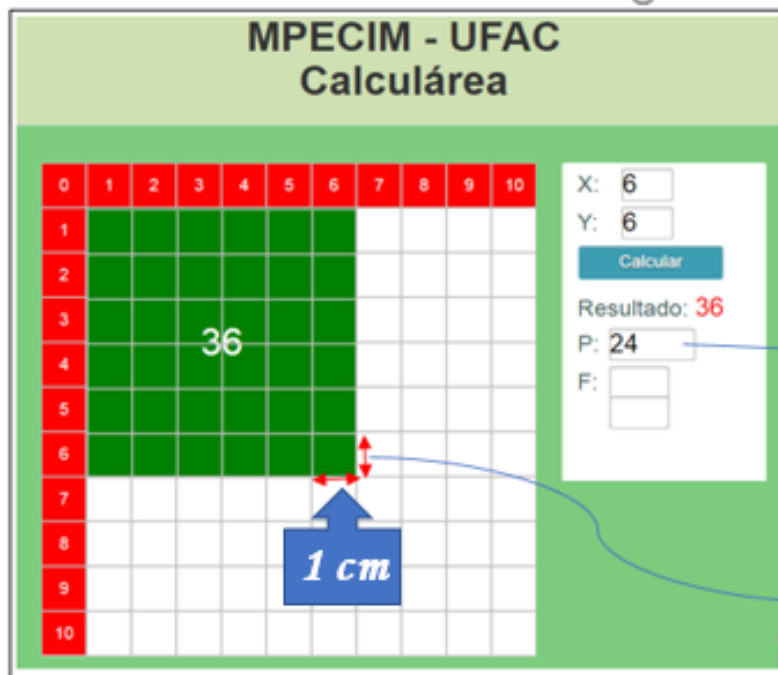 MPECIM - UFAC
Calculárea
0 1 2 3 4 5 6 7 8 9 10
1
2
3
4
5
6
7
8
9
10
36
1 cm
X: 6
Y: 6
Calcular
Resultado: 36
P: 24
F: